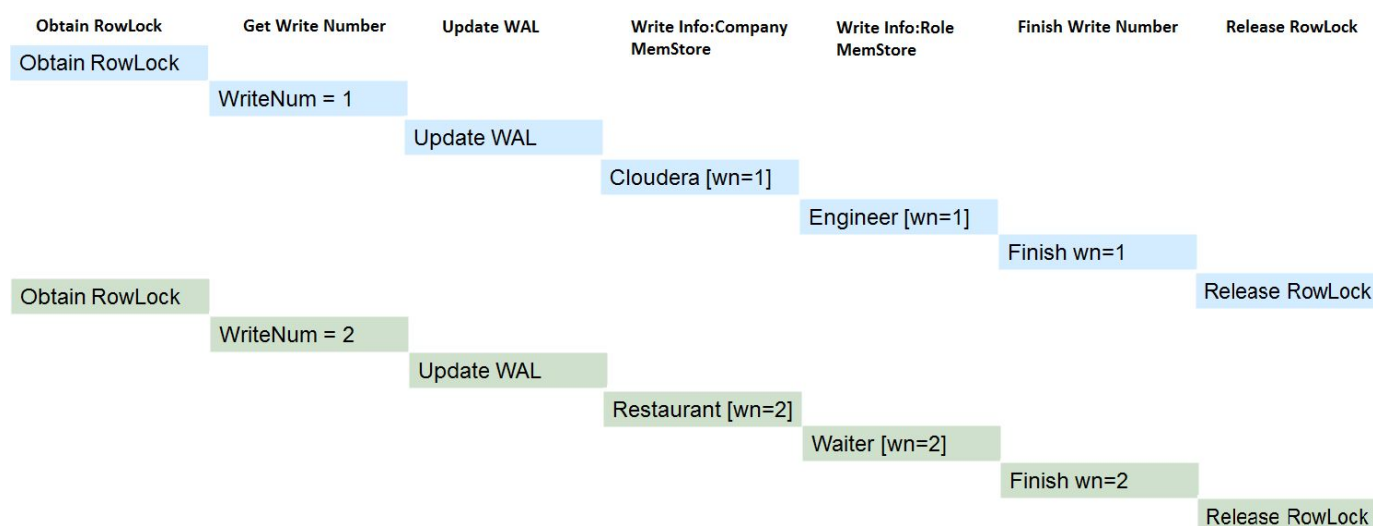 Obtain RowLock
Get Write Number
Update WAL
Write Info:Company
MemStore
Write Info:Role
MemStore
Finish Write Number
Release RowLock
Obtain RowLock
WriteNum = 1
Update WAL
Cloudera [wn=1]
Engineer [wn=1]
Finish wn=1
Release RowLock
Obtain RowLock
WriteNum = 2
Update WAL
Restaurant [wn=2]
Waiter [wn=2]
Finish wn=2
Release RowLock